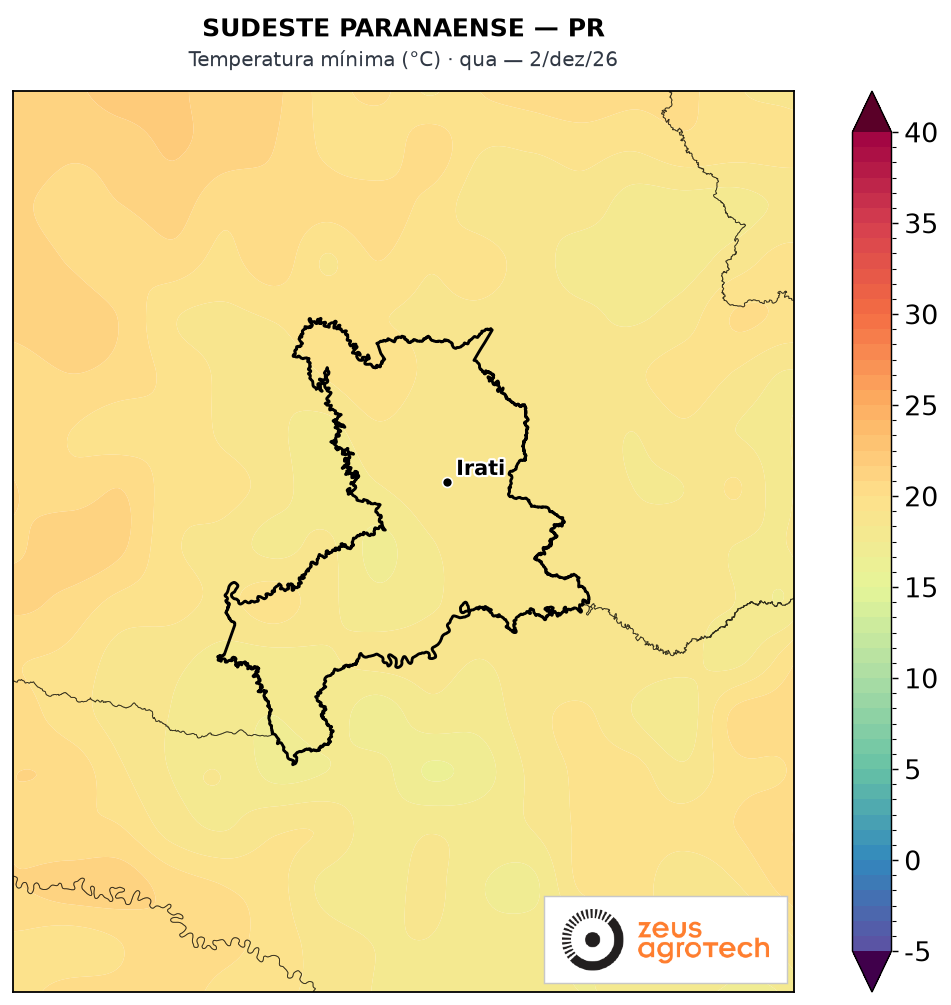 SUDESTE PARANAENSE — PR
Temperatura mínima (°C) · qua — 2/dez/26
40
35
30
25
20
15
10
5
0
-5
Irati
zeus
agrotech